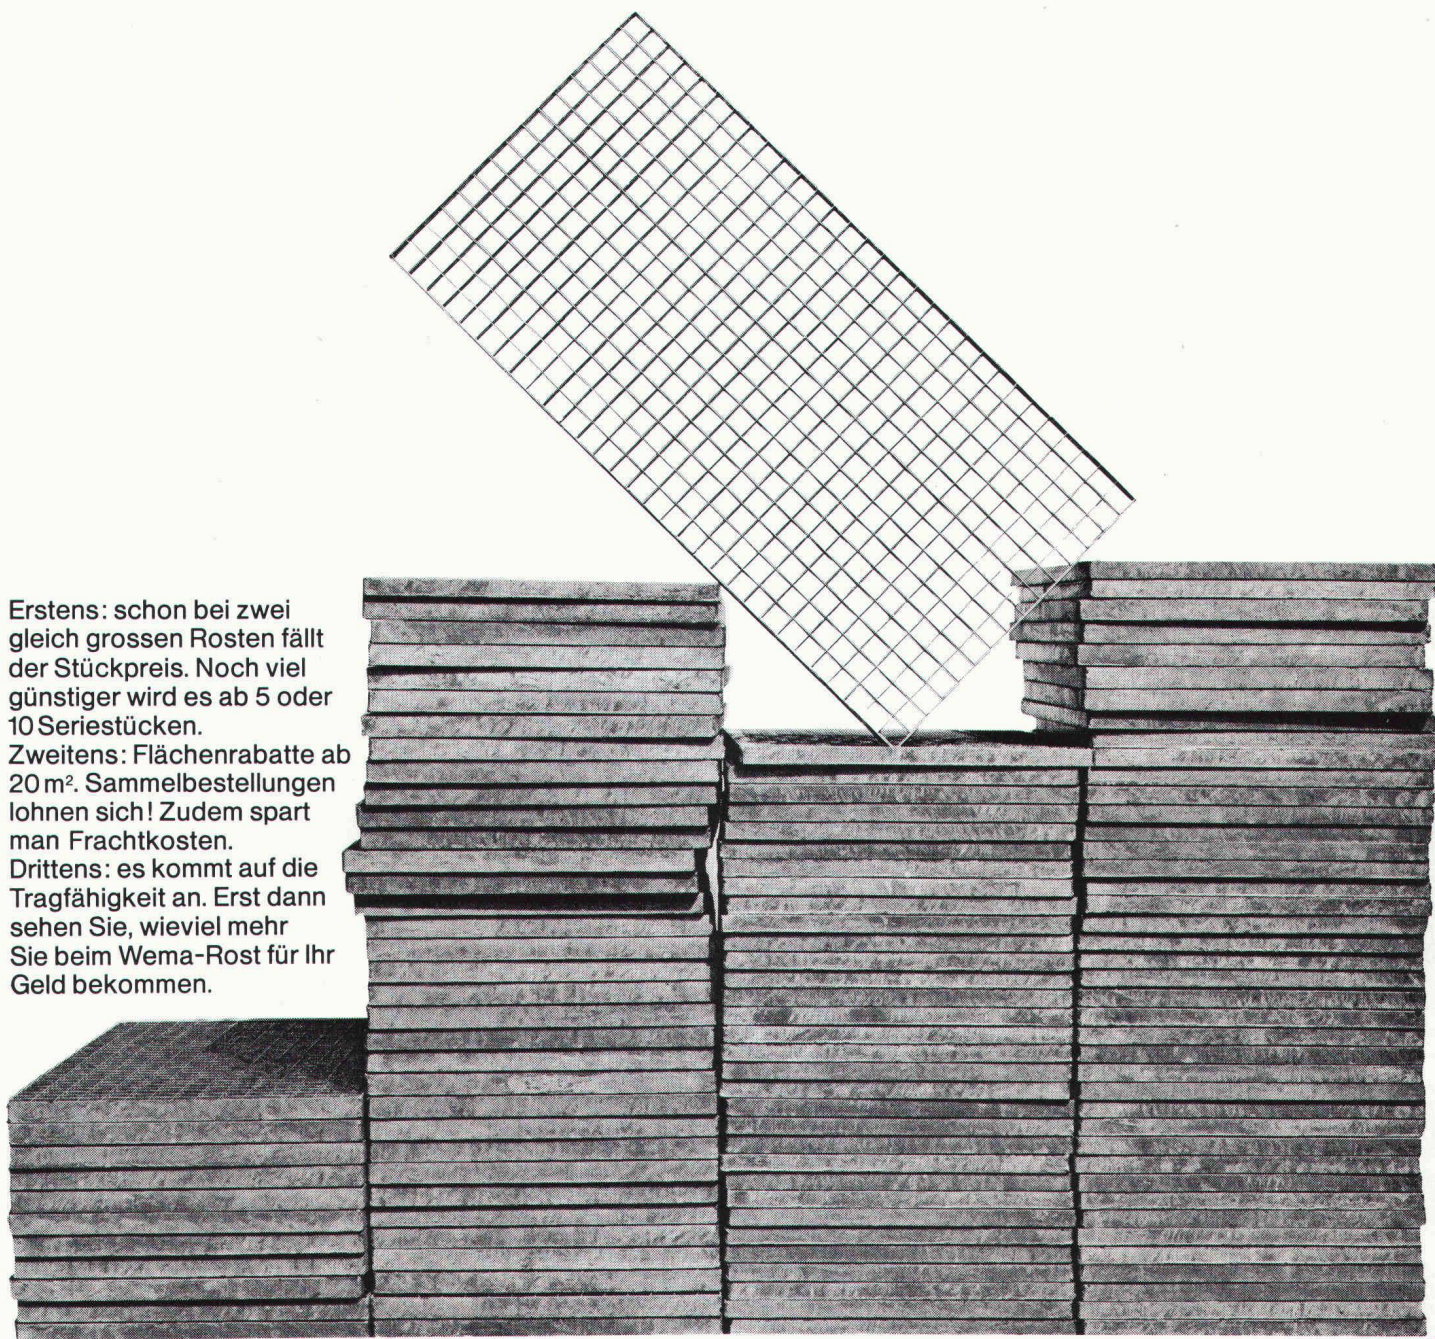 Erstens: schon bei zwei
gleich grossen Rosten fällt
der Stückpreis. Noch viel
günstiger wird es ab 5 oder
10 Seriestücken.
Zweitens: Flächenrabatte ab
20 m². Sammelbestellungen
lohnen sich! Zudem spart
man Frachtkosten.
Drittens: es kommt auf die
Tragfähigkeit an. Erst dann
sehen Sie, wieviel mehr
Sie beim Wema-Rost für Ihr
Geld bekommen.